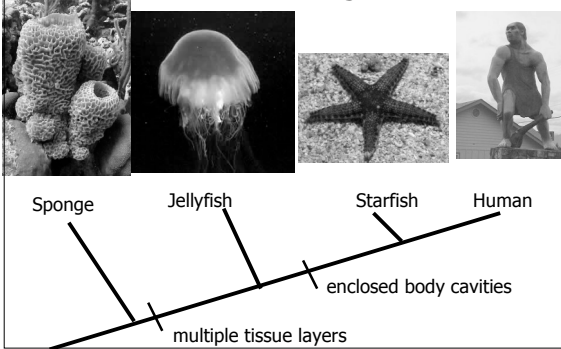 Sponge
Jellyfish
Starfish
Human
enclosed body cavities
multiple tissue layers